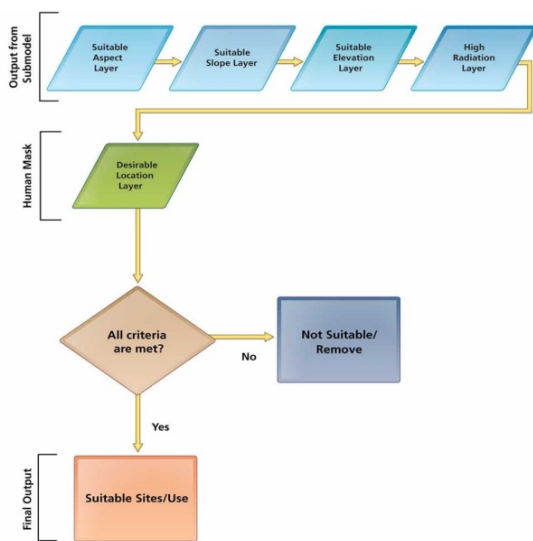 Output from
Submodel
Suitable
Aspect
Layer
Suitable
Slope Layer
Suitable
Elevation
Layer
High
Radiation
Layer
Human Mask
Desirable
Location
Layer
All criteria
are met?
No
Not Suitable/
Remove
Yes
Final Output
Suitable Sites/Use